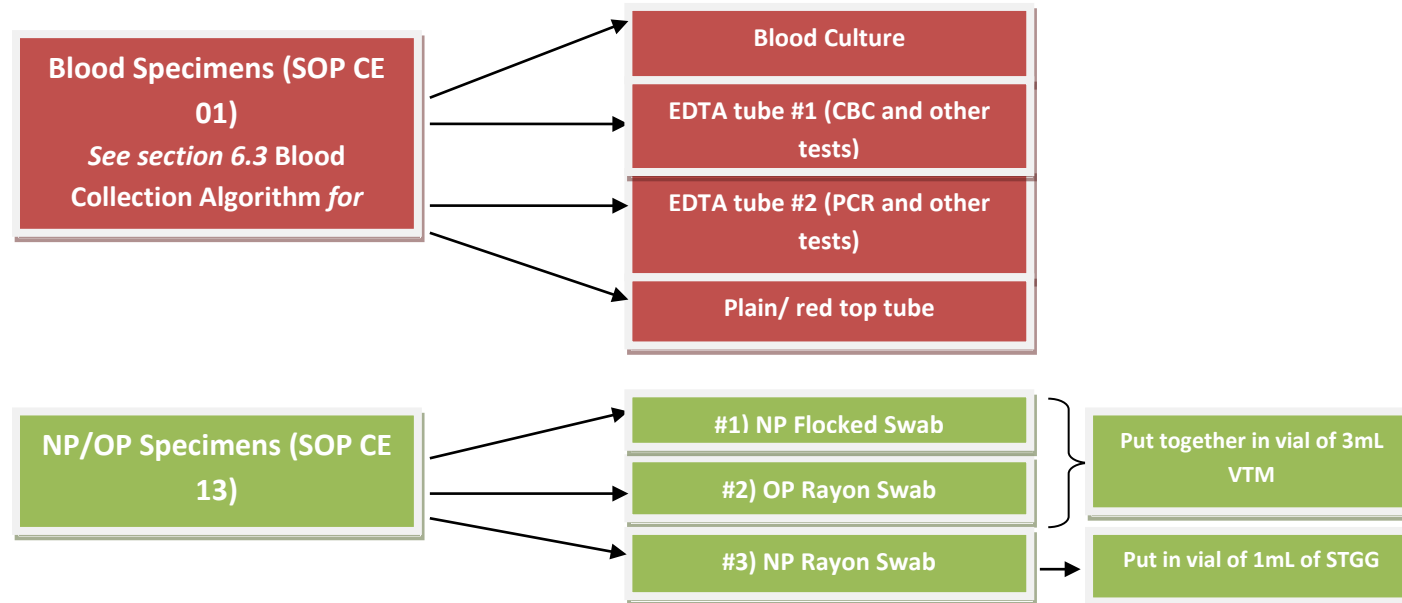 Blood Specimens (SOP CE
01)
See section 6.3 Blood
Collection Algorithm for
Blood Culture
EDTA tube #1 (CBC and other
tests)
EDTA tube #2 (PCR and other
tests)
Plain/ red top tube
NP/OP Specimens (SOP CE
13)
#1) NP Flocked Swab
#2) OP Rayon Swab
#3) NP Rayon Swab
Put together in vial of 3mL
VTM
Put in vial of 1mL of STGG